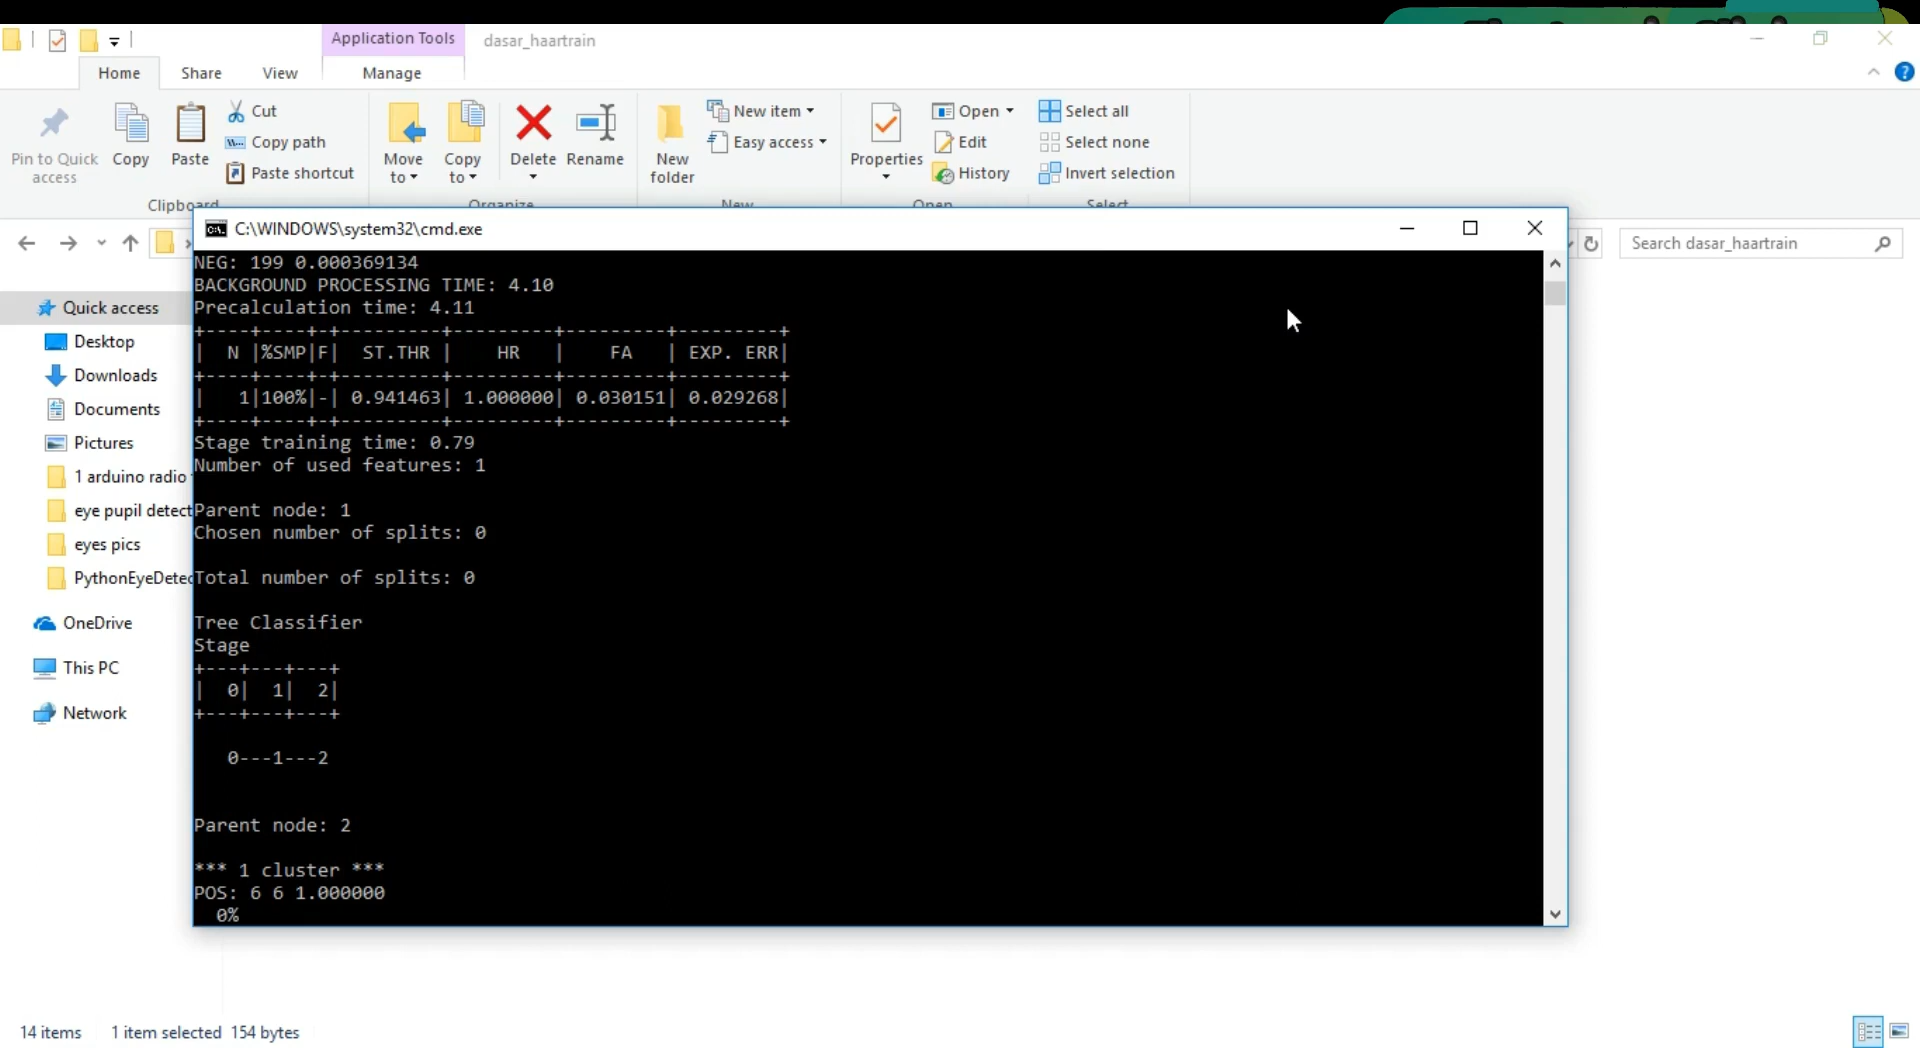 Application Tools
dasar_haartrain
Home
Share
View
Manage
Pin to Quick access
Copy
Paste
Cut
Copy path
Paste shortcut
Clipboard
Move to
Copy to
Delete
Rename
Organize
New folder
New item
Easy access
New
Properties
Open
Edit
History
Open
Select all
Select none
Invert selection
Select
Search dasar_haartrain
Quick access
Desktop
Downloads
Documents
Pictures
1 arduino radio
eye pupil detect
eyes pics
PythonEyeDetec
OneDrive
This PC
Network
C:\WINDOWS\system32\cmd.exe
NEG: 199 0.000369134
BACKGROUND PROCESSING TIME: 4.10
Precalculation time: 4.11
+----+----+-+---------+---------+---------+---------+
|  N |%SMP|F|  ST.THR |    HR   |    FA   | EXP. ERR|
+----+----+-+---------+---------+---------+---------+
|   1|100%|-| 0.941463| 1.000000| 0.030151| 0.029268|
+----+----+-+---------+---------+---------+---------+
Stage training time: 0.79
Number of used features: 1
Parent node: 1
Chosen number of splits: 0
Total number of splits: 0
Tree Classifier
Stage
+---+---+---+
|  0|  1|  2|
+---+---+---+
0---1---2
Parent node: 2
*** 1 cluster ***
POS: 6 6 1.000000
0%
14 items
1 item selected 154 bytes